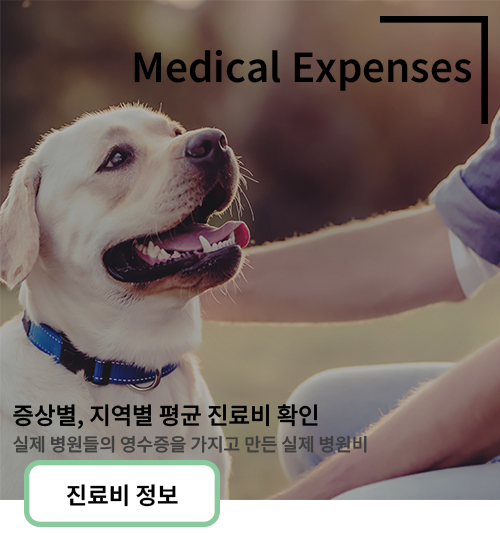 Medical Expenses
증상별, 지역별 평균 진료비 확인
실제 병원들의 영수증을 가지고 만든 실제 병원비
진료비 정보